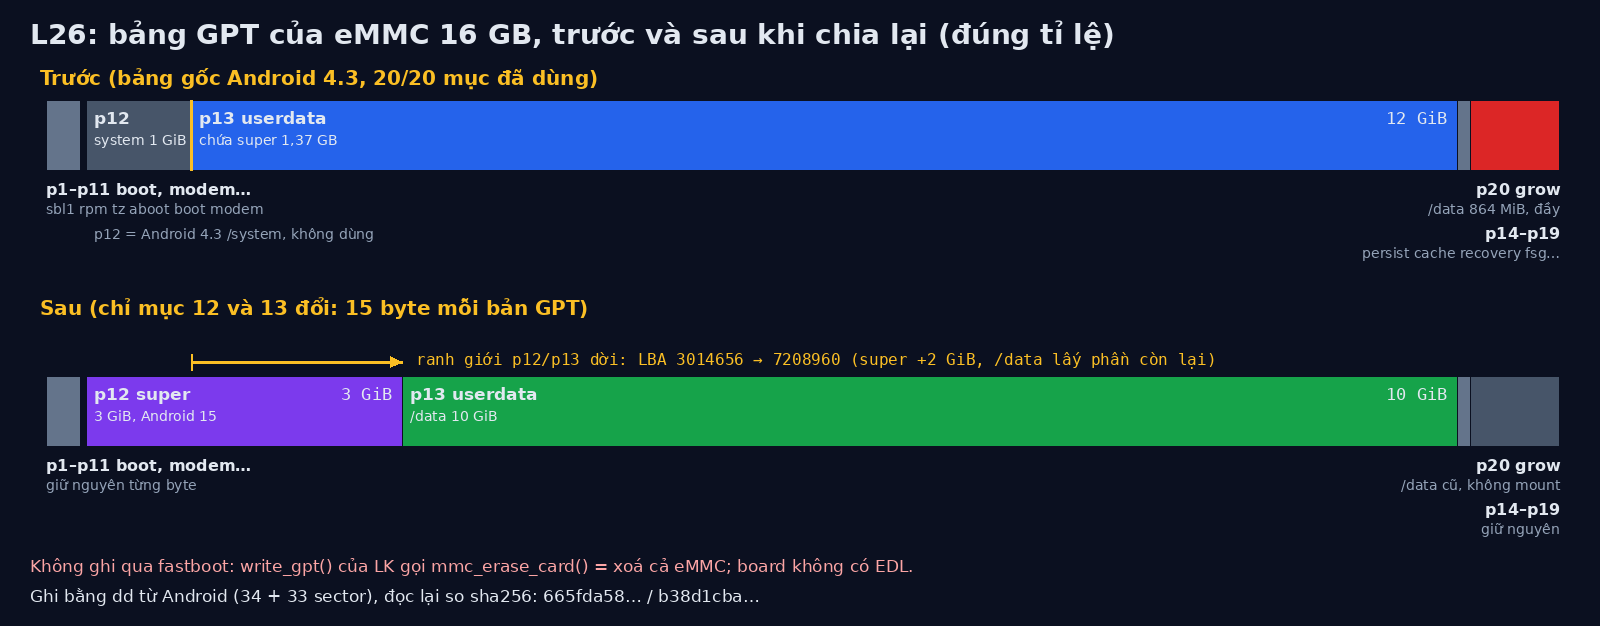 L26: bảng GPT của eMMC 16 GB, trước và sau khi chia lại (đúng tỉ lệ)
Trước (bảng gốc Android 4.3, 20/20 mục đã dùng)
p12
system 1 GiB
p13 userdata
12 GiB
chứa super 1,37 GB
p1–p11 boot, modem…
sbl1 rpm tz aboot boot modem
p12 = Android 4.3 /system, không dùng
p20 grow
/data 864 MiB, đầy
p14–p19
persist cache recovery fsg…
Sau (chỉ mục 12 và 13 đổi: 15 byte mỗi bản GPT)
ranh giới p12/p13 dời: LBA 3014656 → 7208960 (super +2 GiB, /data lấy phần còn lại)
p12 super
3 GiB
3 GiB, Android 15
p13 userdata
10 GiB
/data 10 GiB
p1–p11 boot, modem…
giữ nguyên từng byte
p20 grow
/data cũ, không mount
p14–p19
giữ nguyên
Không ghi qua fastboot: write_gpt() của LK gọi mmc_erase_card() = xoá cả eMMC; board không có EDL.
Ghi bằng dd từ Android (34 + 33 sector), đọc lại so sha256: 665fda58… / b38d1cba…